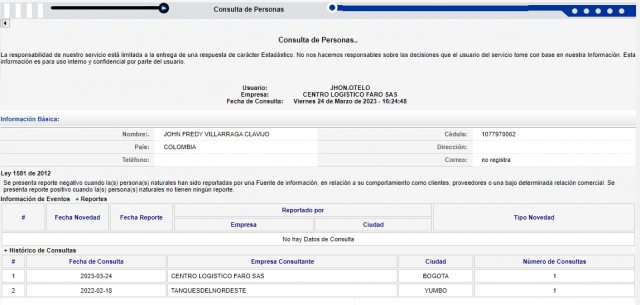 Consulta de Personas
Consulta de Personas..
La responsabilidad de nuestro servicio está limitada a la entrega de una respuesta de carácter Estadástico. No nos hacemos responsables sobre las decisiones que el usuario del servicio tome con base en nuestra Información. Esta
información es para uso interno y confidencial por parte del usuario.
Usuario: JHON.OTELO
Empresa: CENTRO LOGISTICO FARO SAS
Fecha de Consulta: Viernes 24 de Marzo de 2023 - 16:24:48
Información Básica:
Nombre:. JOHN FREDY VILLARRAGA CLAVIJO Cédula: 1077970062
País: COLOMBIA Dirección:
Teléfono: Correo: no registra
Ley 1581 de 2012
Se presenta reporte negativo cuando la(s) persona(s) naturales han sido reportadas por una Fuente de información, en relación a su comportamiento como clientes, proveedores o una bajo determinada relación comercial. Se
presenta reporte positivo cuando la(s) persona(s) naturales no tienen ningún reporte.
Información de Eventos + Reportes
# Fecha Novedad Fecha Reporte Reportado por Tipo Novedad
Empresa Ciudad
No hay Datos de Consulta
+ Histórico de Consultas
# Fecha de Consulta Empresa Consultante Ciudad Número de Consultas
1 2023-03-24 CENTRO LOGISTICO FARO SAS BOGOTA 1
2 2022-02-18 TANQUESDELNORDESTE YUMBO 1